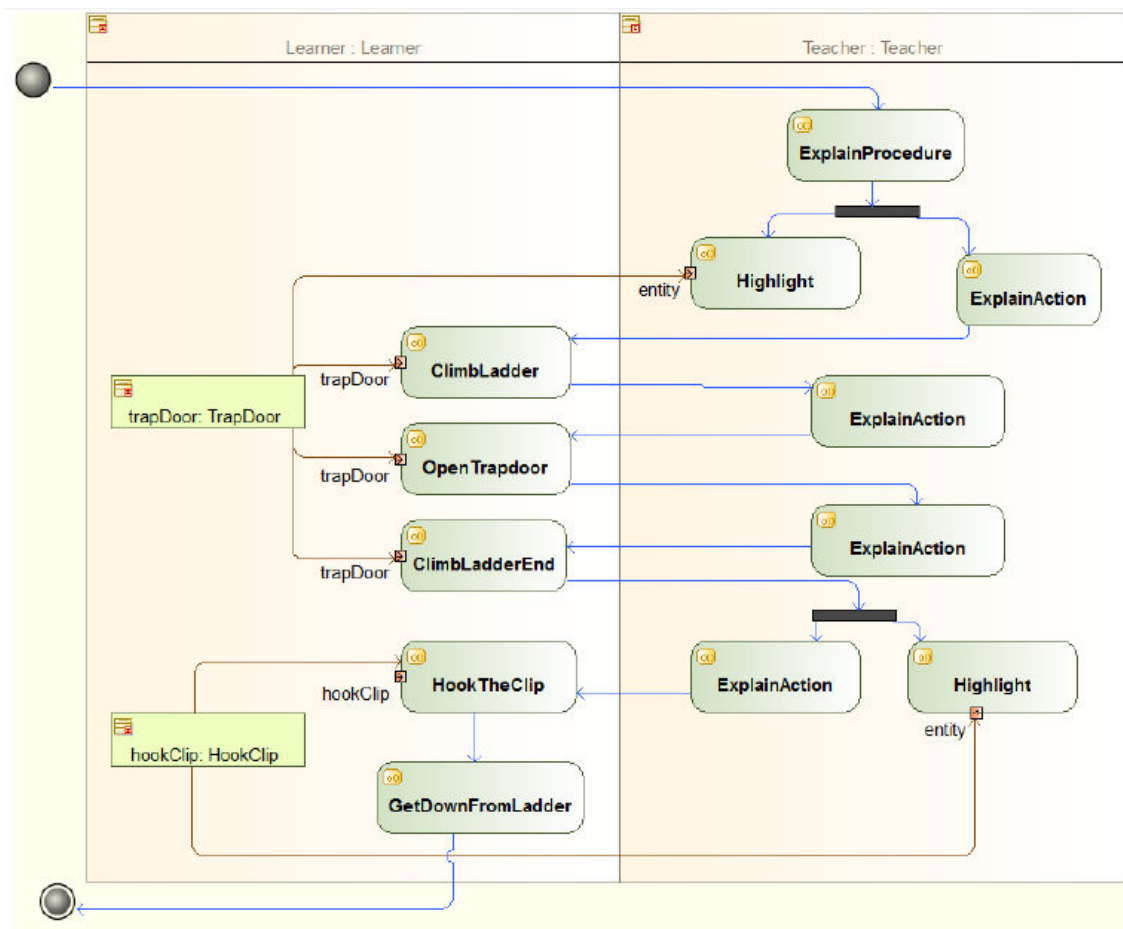 Learner : Learner
Teacher : Teacher
ExplainProcedure
Highlight
entity
ExplainAction
ClimbLadder
trapDoor
trapDoor: TrapDoor
ExplainAction
OpenTrapdoor
trapDoor
ExplainAction
ClimbLadderEnd
trapDoor
HookTheClip
hookClip
ExplainAction
Highlight
entity
hookClip: HookClip
GetDownFromLadder